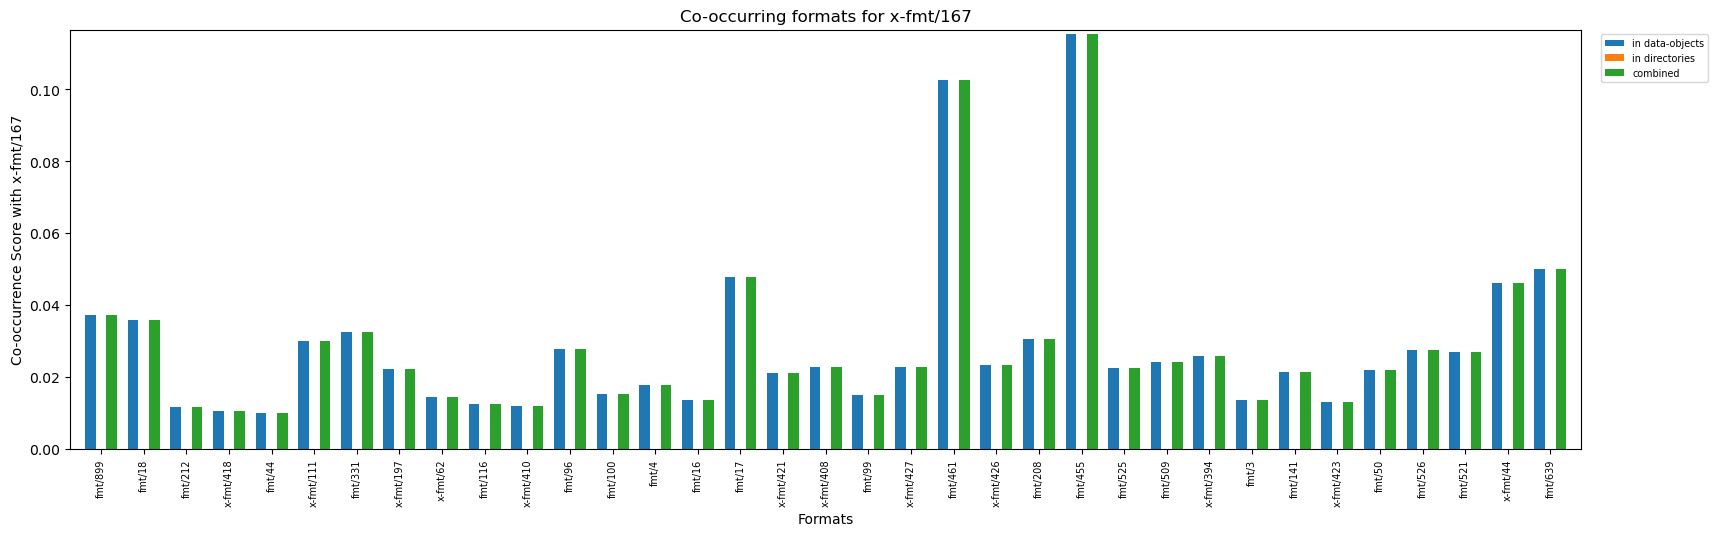 Co-occurring formats for x-fmt/167
in data-objects
in directories
combined
Co-occurrence Score with x-fmt/167
0.10
0.08
0.06
0.04
0.02
0.00
fmt/899
fmt/18
fmt/212
x-fmt/418
fmt/44
x-fmt/111
fmt/331
x-fmt/197
x-fmt/62
fmt/116
x-fmt/410
fmt/96
fmt/100
fmt/4
fmt/16
fmt/17
x-fmt/421
x-fmt/408
fmt/99
x-fmt/427
fmt/461
x-fmt/426
fmt/208
fmt/455
fmt/525
fmt/509
x-fmt/394
fmt/3
fmt/141
x-fmt/423
fmt/50
fmt/526
fmt/521
x-fmt/44
fmt/639
Formats